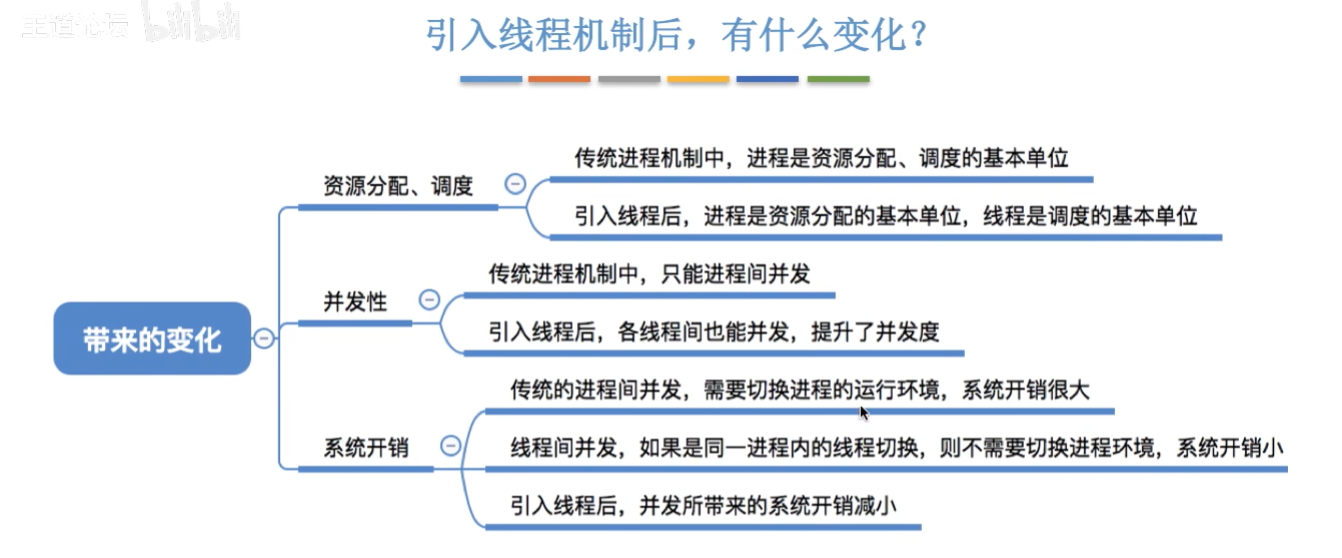 王道论坛 bilibili
引入线程机制后，有什么变化？
传统进程机制中，进程是资源分配、调度的基本单位
资源分配、调度
引入线程后，进程是资源分配的基本单位，线程是调度的基本单位
传统进程机制中，只能进程间并发
并发性
引入线程后，各线程间也能并发，提升了并发度
带来的变化
传统的进程间并发，需要切换进程的运行环境，系统开销很大
系统开销
线程间并发，如果是同一进程内的线程切换，则不需要切换进程环境，系统开销小
引入线程后，并发所带来的系统开销减小